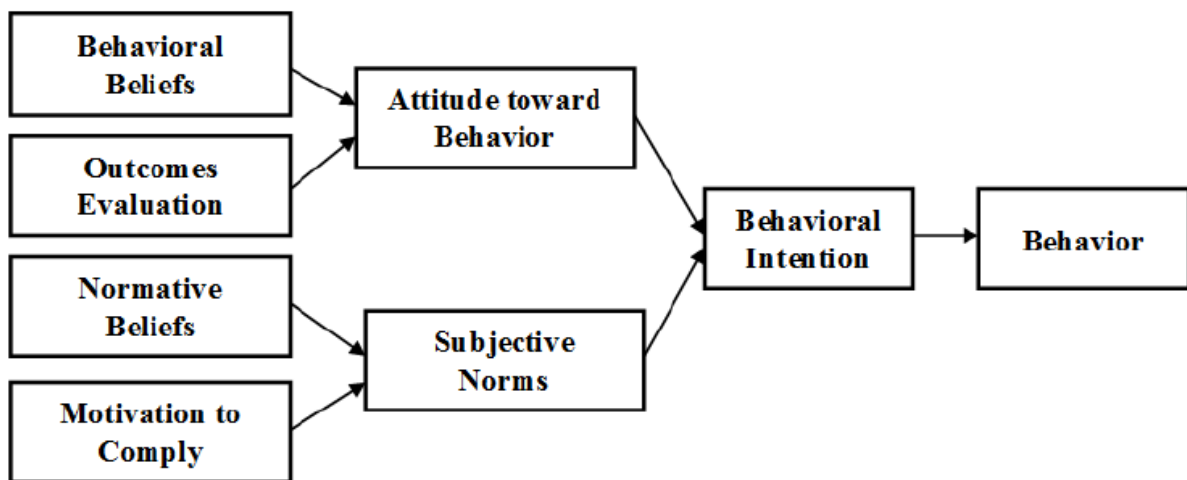 Behavioral
Beliefs
Outcomes
Evaluation
Normative
Beliefs
Motivation to
Comply
Attitude toward
Behavior
Subjective
Norms
Behavioral
Intention
Behavior